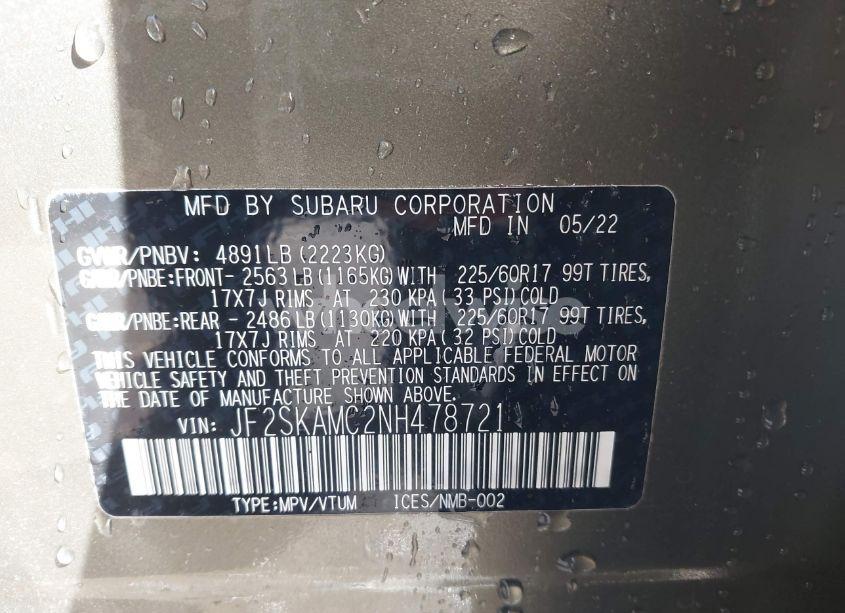 MFD BY SUBARU CORPORATION
MFD IN 05/22
GVWR/PNBV: 4891LB(2223KG)
GAWR/PNBE:FRONT- 2563LB(1165KG)WITH 225/60R17 99T TIRES,
17X7J RIMS AT 230 KPA(33 PSI)COLD
GAWR/PNBE:REAR - 2486LB(1130KG)WITH 225/60R17 99T TIRES,
17X7J RIMS AT 220 KPA(32 PSI)COLD
THIS VEHICLE CONFORMS TO ALL APPLICABLE FEDERAL MOTOR
VEHICLE SAFETY AND THEFT PREVENTION STANDARDS IN EFFECT ON
THE DATE OF MANUFACTURE SHOWN ABOVE.
VIN: JF2SKAMC2NH478721
TYPE:MPV/VTUM ICES/NMB-002